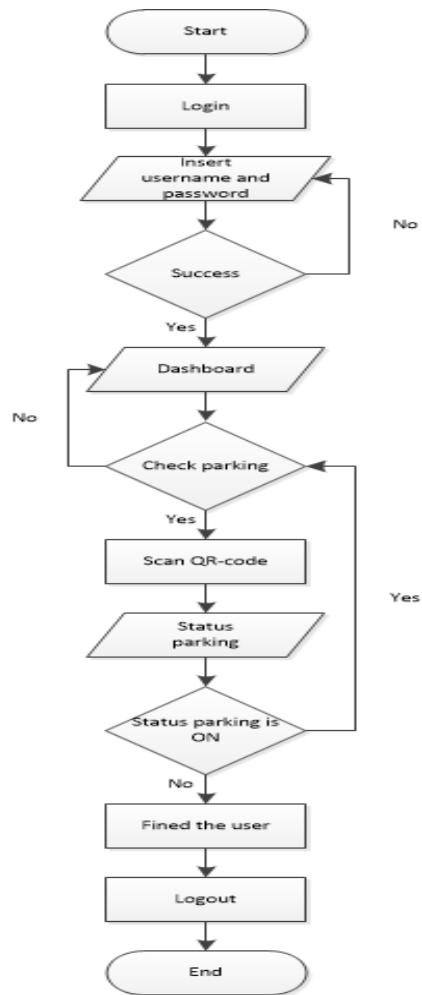 Start
Login
Insert
username and
password
No
Success
Yes
Dashboard
No
Check parking
Yes
Scan QR-code
Yes
Status
parking
Status parking is
ON
No
Fined the user
Logout
End